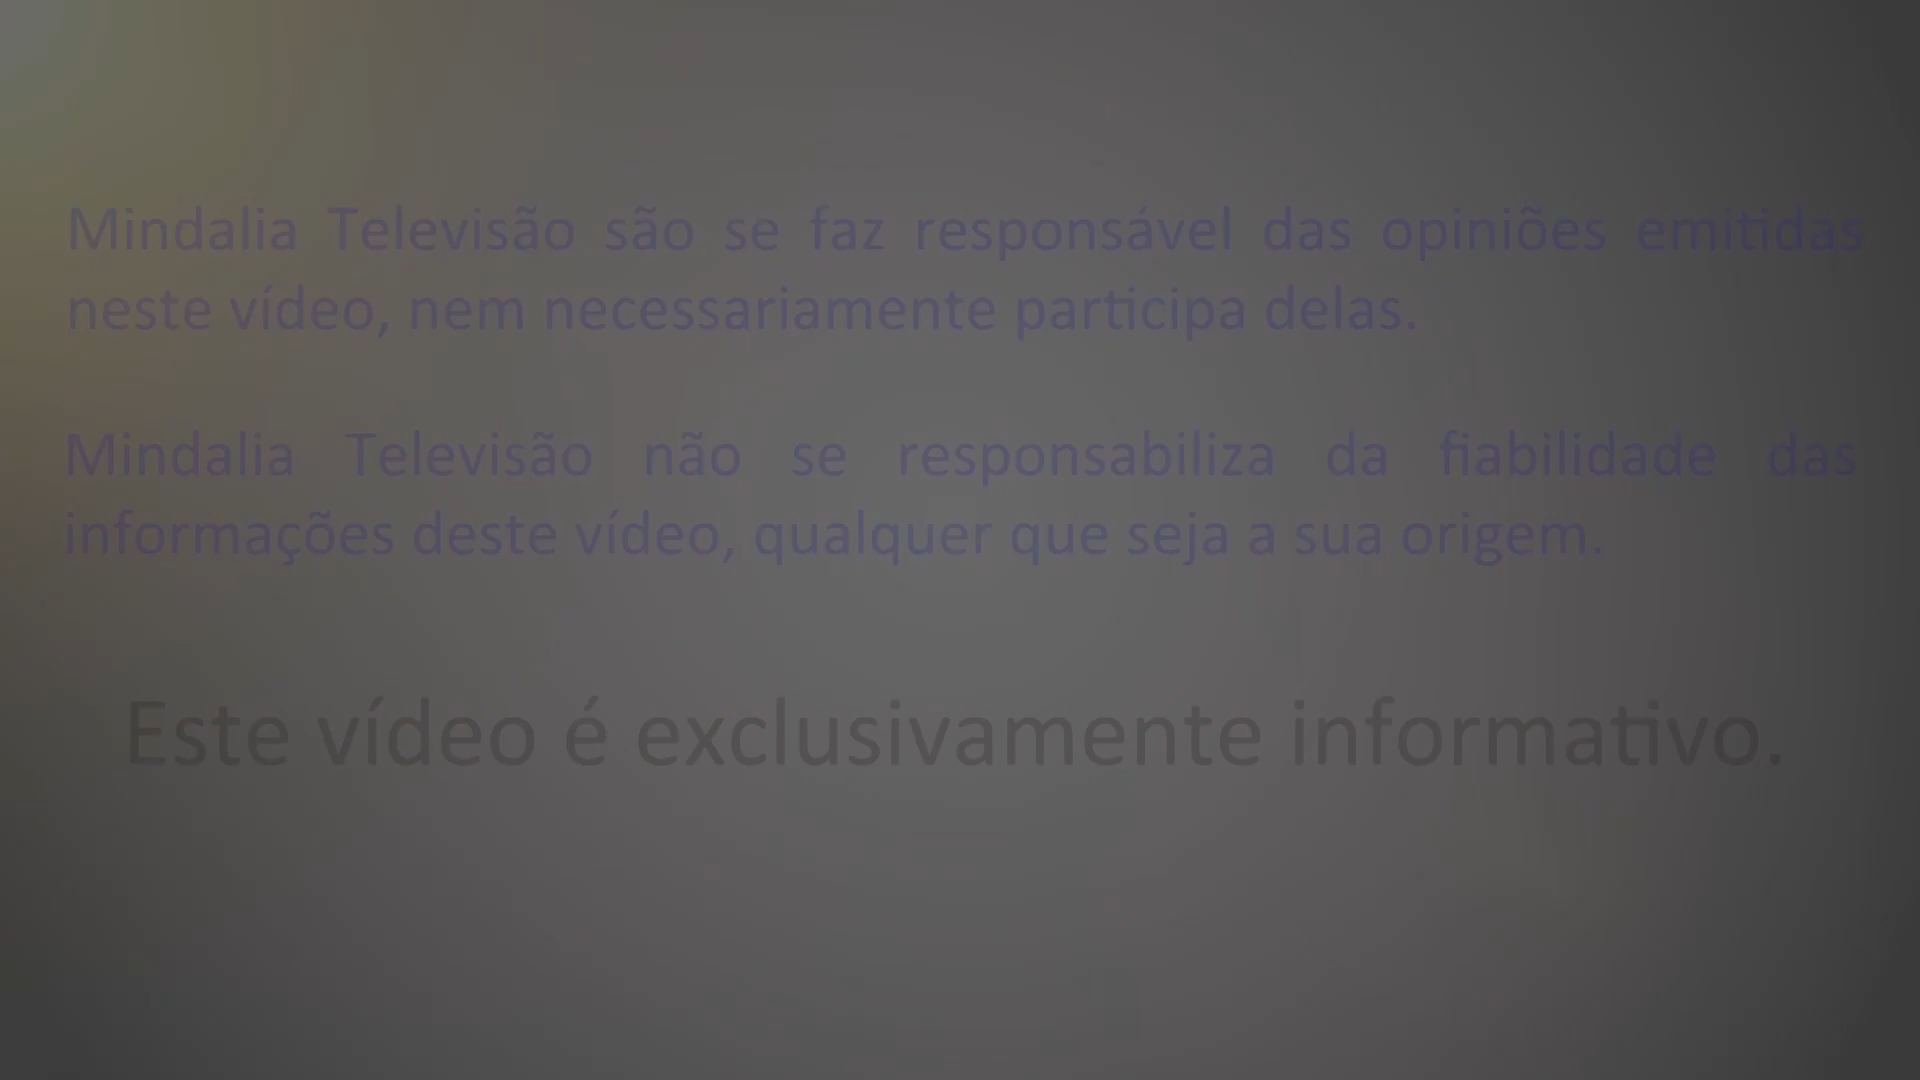 Mindalia Televisão são se faz responsável das opiniões emitidas
neste vídeo, nem necessariamente participa delas.
Mindalia Televisão não se responsabiliza da fiabilidade das
informações deste vídeo, qualquer que seja a sua origem.
Este vídeo é exclusivamente informativo.